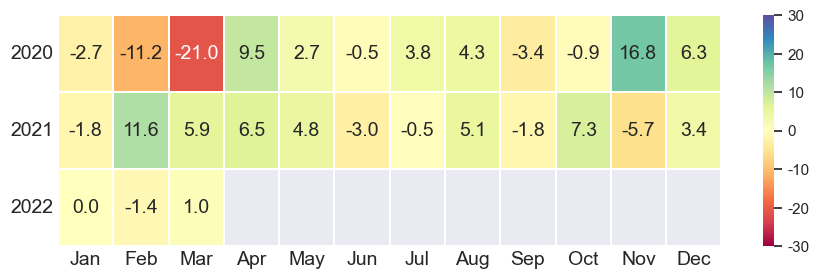 2020 -2.7 -11.2 -21.0 9.5 2.7 -0.5 3.8 4.3 -3.4 -0.9 16.8 6.3
2021 -1.8 11.6 5.9 6.5 4.8 -3.0 -0.5 5.1 -1.8 7.3 -5.7 3.4
2022 0.0 -1.4 1.0
Jan Feb Mar Apr May Jun Jul Aug Sep Oct Nov Dec
30
20
10
0
-10
-20
-30